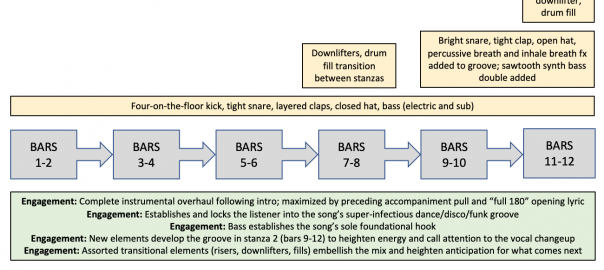 downlifter,
drum fill
Downlifters, drum
fill transition
between stanzas
Bright snare, tight clap, open hat,
percussive breath and inhale breath fx
added to groove; sawtooth synth bass
double added
Four-on-the-floor kick, tight snare, layered claps, closed hat, bass (electric and sub)
BARS
1-2
BARS
3-4
BARS
5-6
BARS
7-8
BARS
9-10
BARS
11-12
Engagement: Complete instrumental overhaul following intro; maximized by preceding accompaniment pull and “full 180” opening lyric
Engagement: Establishes and locks the listener into the song’s super-infectious dance/disco/funk groove
Engagement: Bass establishes the song’s sole foundational hook
Engagement: New elements develop the groove in stanza 2 (bars 9-12) to heighten energy and call attention to the vocal changeup
Engagement: Assorted transitional elements (risers, downlifters, fills) embellish the mix and heighten anticipation for what comes next